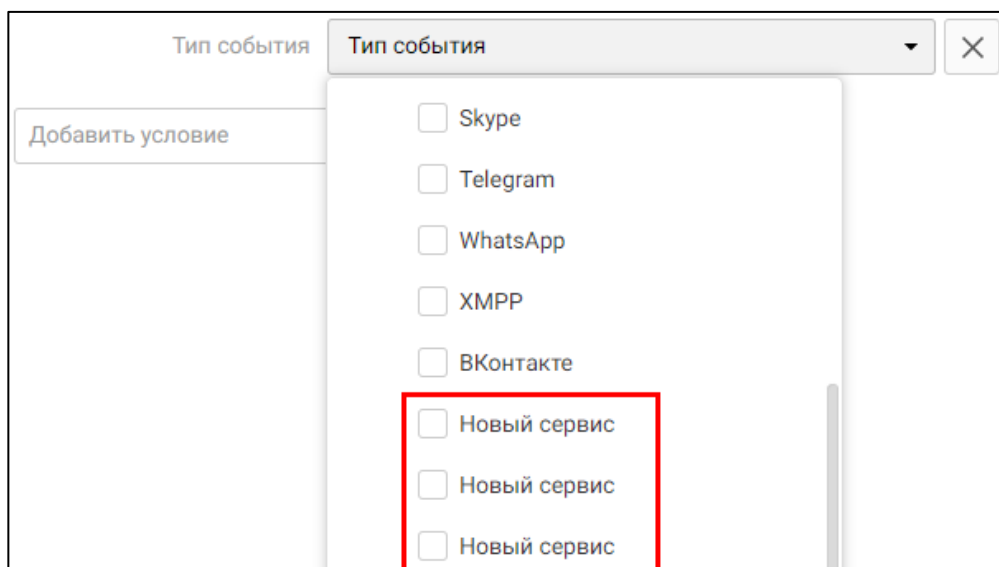 Тип события
Тип события
Добавить условие
Skype
Telegram
WhatsApp
XMPP
ВКонтакте
Новый сервис
Новый сервис
Новый сервис